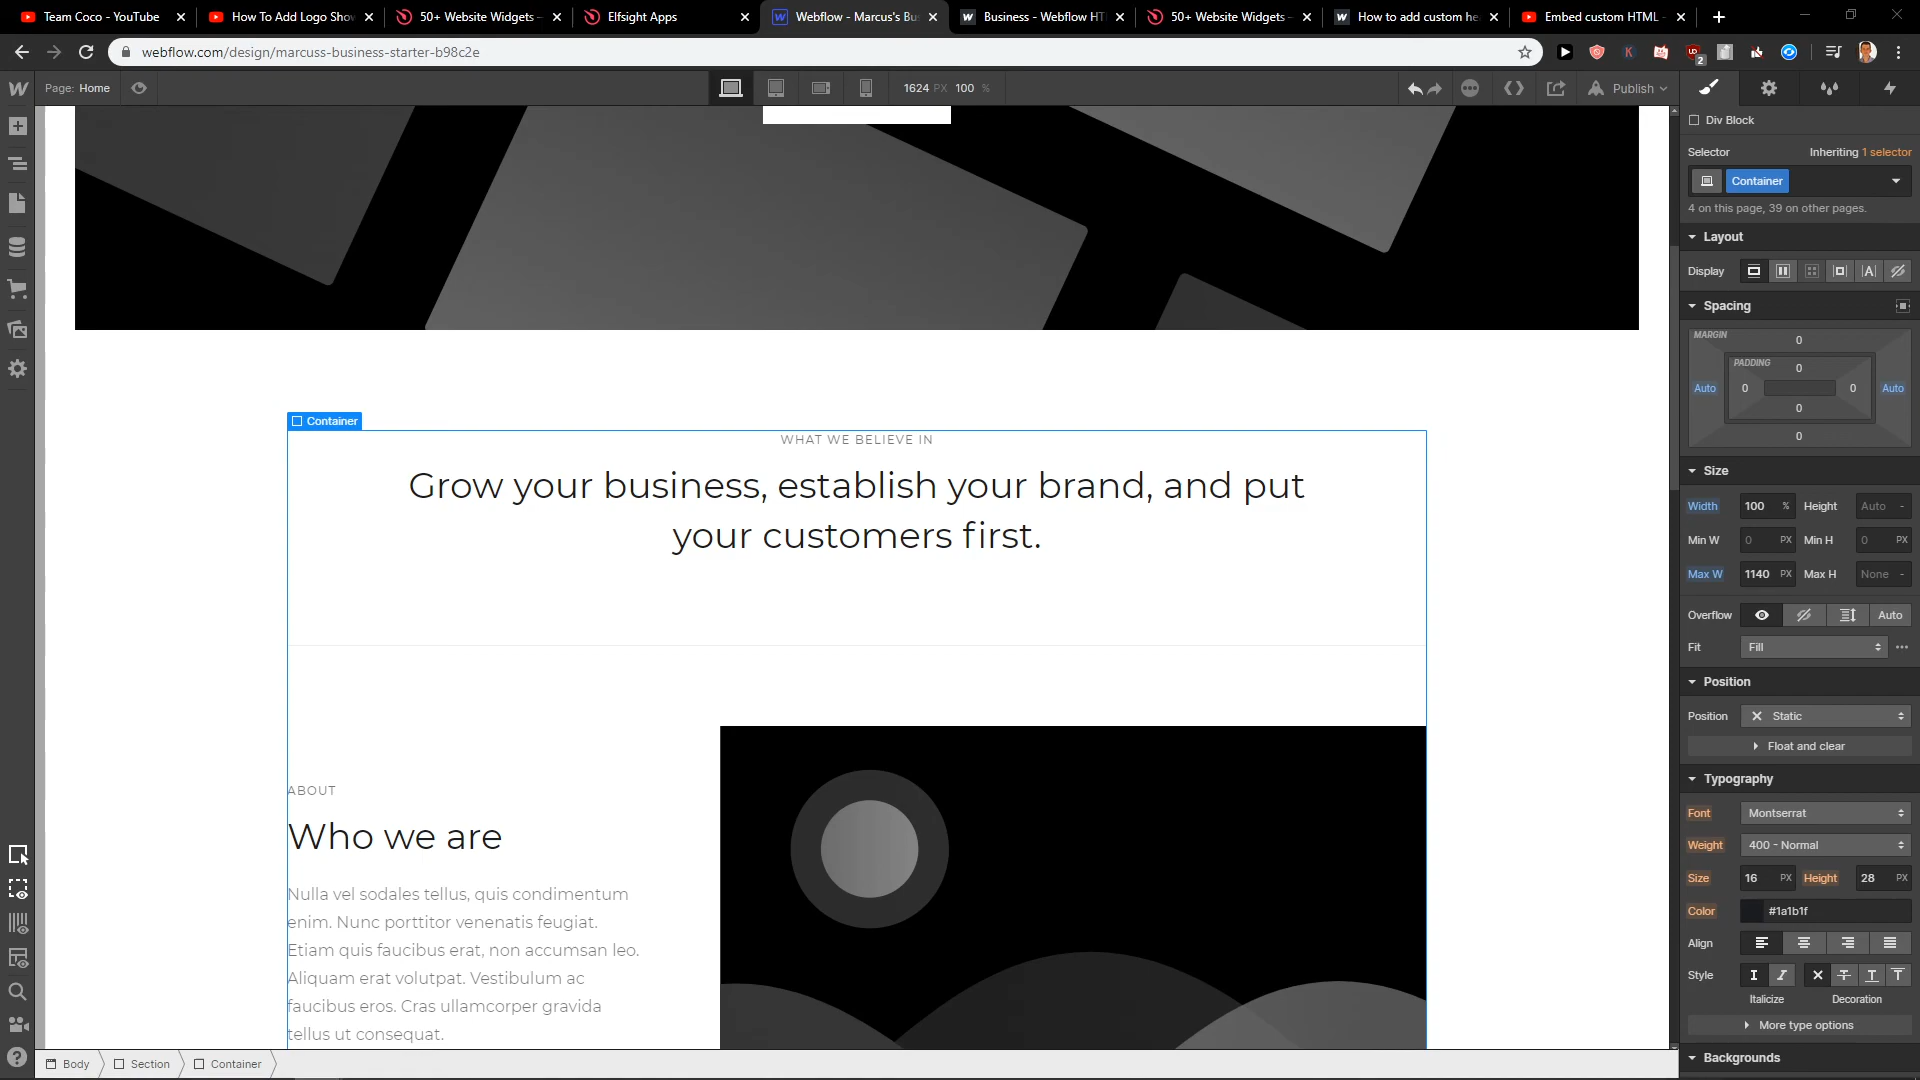 Team Coco - YouTube
How To Add Logo Sho
50+ Website Widgets -
Elfsight Apps
Webflow - Marcus's Bu
Business - Webflow HT
50+ Website Widgets -
How to add custom he
Embed custom HTML -
webflow.com/design/marcuss-business-starter-b98c2e
2
Page: Home
1624 PX 100 %
Publish
Div Block
Selector
Inheriting 1 selector
Container
4 on this page, 39 on other pages.
Layout
Display
Spacing
MARGIN
0
PADDING
0
Auto
0
0
Auto
0
0
Size
Width 100 % Height Auto -
Min W 0 PX Min H 0 PX
Max W 1140 PX Max H None -
Overflow
Auto
Fit
Fill
Position
Position
Static
Float and clear
Typography
Font Montserrat
Weight 400 - Normal
Size 16 PX Height 28 PX
Color #1a1b1f
Align
Style
Italicize
Decoration
More type options
Backgrounds
Container
WHAT WE BELIEVE IN
Grow your business, establish your brand, and put
your customers first.
ABOUT
Who we are
Nulla vel sodales tellus, quis condimentum
enim. Nunc porttitor venenatis feugiat.
Etiam quis faucibus erat, non accumsan leo.
Aliquam erat volutpat. Vestibulum ac
faucibus eros. Cras ullamcorper gravida
tellus ut consequat.
Body
Section
Container